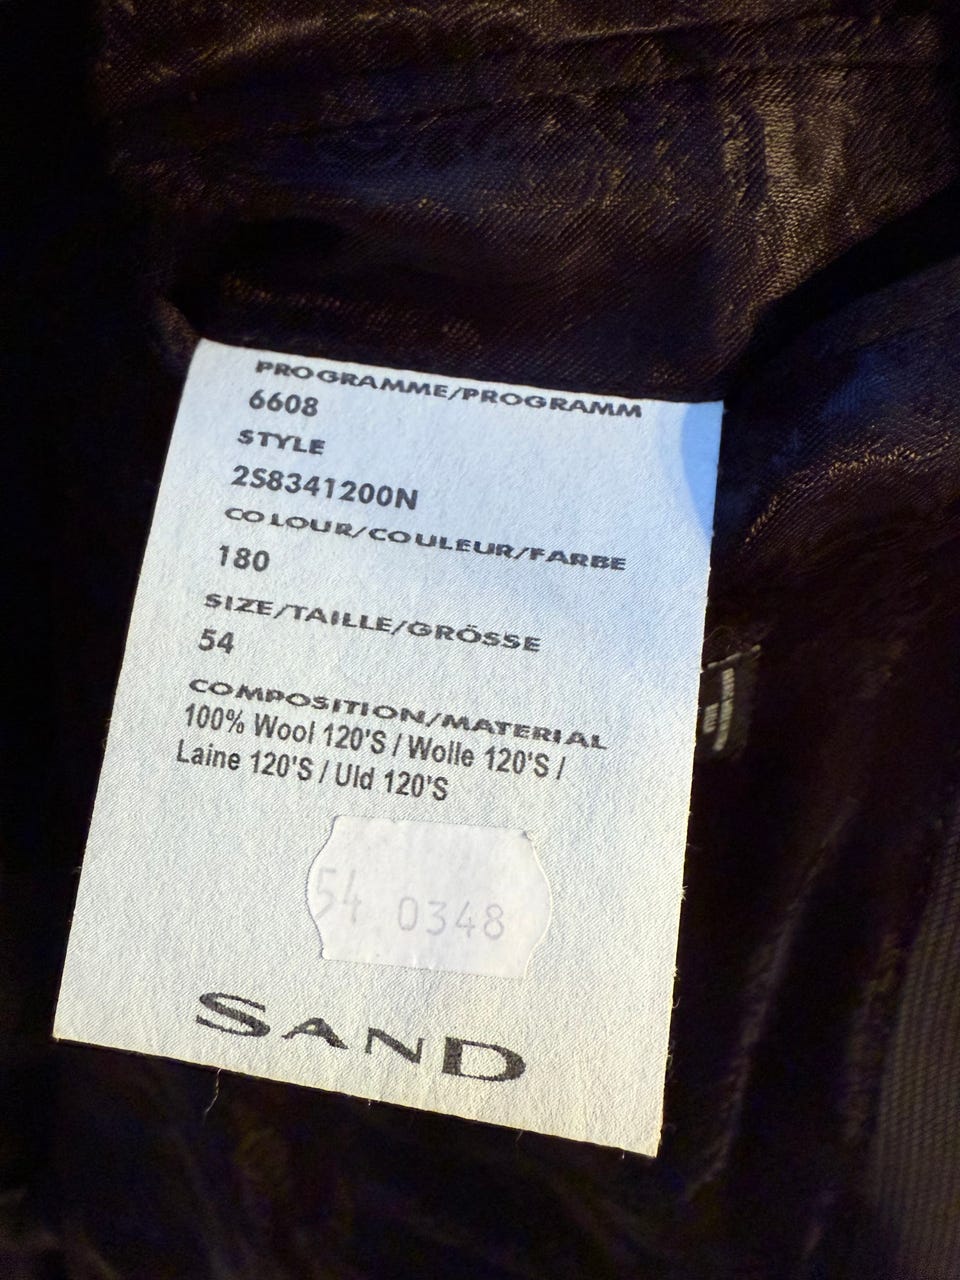 PROGRAMME/PROGRAMM
6608
STYLE
2S8341200N
COLOUR/COULEUR/FARBE
180
SIZE/TAILLE/GRÖSSE
54
COMPOSITION/MATERIAL
100% Wool 120'S / Wolle 120'S /
Laine 120'S / Uld 120'S
54 0348
SAND